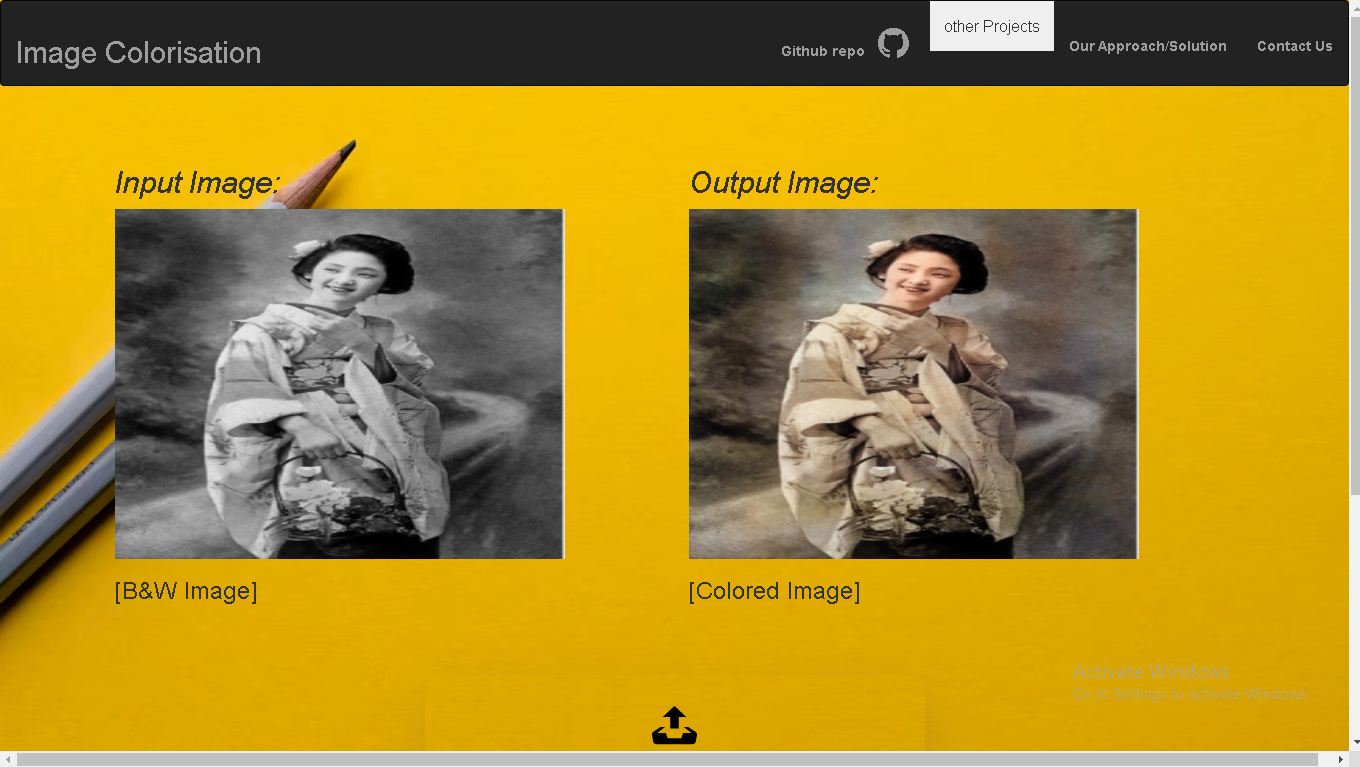 Image Colorisation
Github repo
other Projects
Our Approach/Solution
Contact Us
Input Image:
Output Image:
[B&W Image]
[Colored Image]
Activate Windows
Go to Settings to activate Windows.